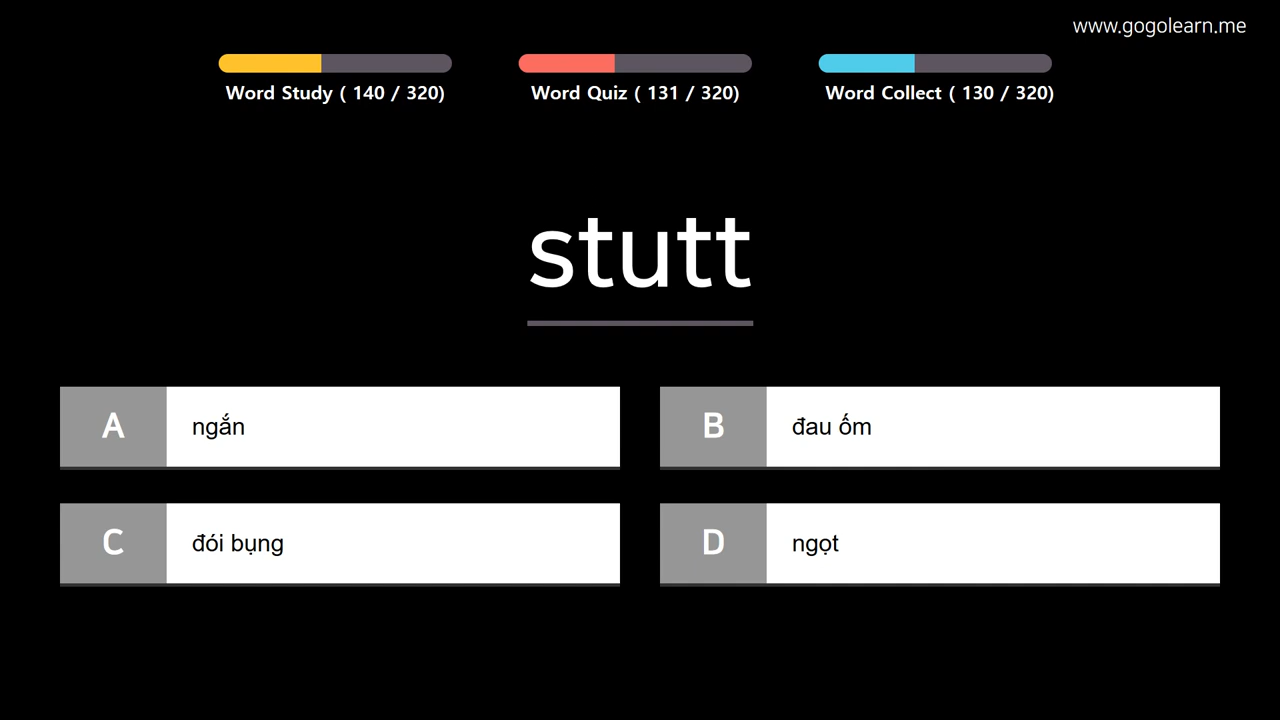 www.gogolearn.me
Word Study ( 140 / 320)
Word Quiz ( 131 / 320)
Word Collect ( 130 / 320)
stutt
A ngắn
B đau ốm
C đói bụng
D ngọt